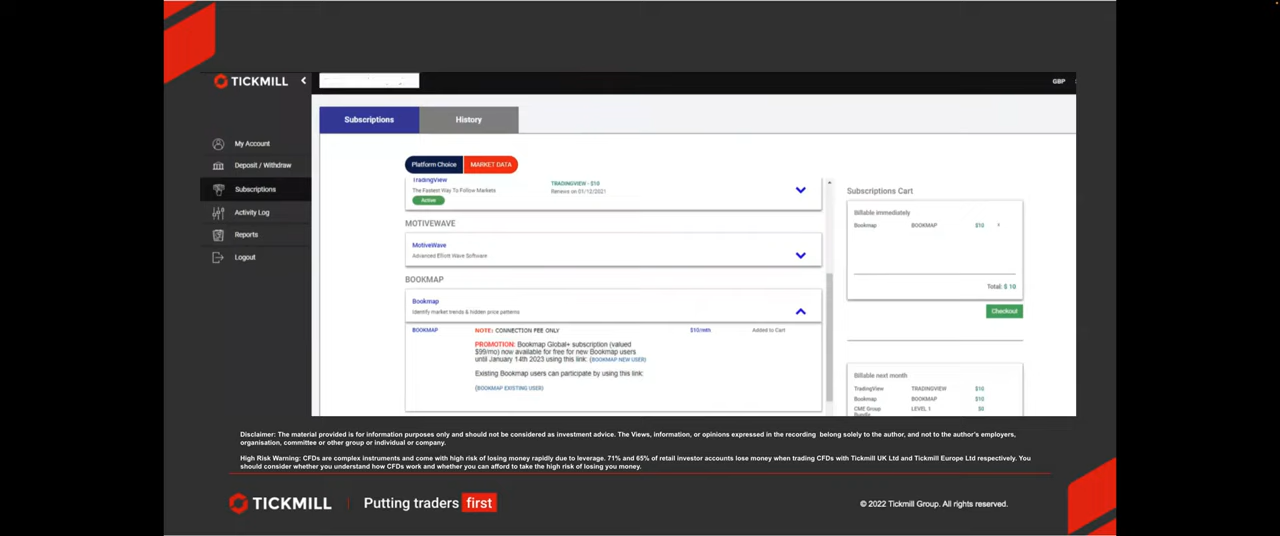 TICKMILL
GBP
Subscriptions
History
My Account
Deposit / Withdraw
Subscriptions
Activity Log
Reports
Logout
Platform Choice
MARKET DATA
TradingView
The Fastest Way To Follow Markets
Active
TRADINGVIEW - $10
Renews on 01/12/2021
MOTIVEWAVE
MotiveWave
Advanced Elliott Wave Software
BOOKMAP
Bookmap
Identify market trends & hidden price patterns
BOOKMAP
NOTE: CONNECTION FEE ONLY
PROMOTION: Bookmap Global+ subscription (valued
$99/mo) now available for free for new Bookmap users
until January 14th 2023 using this link: (BOOKMAP NEW USER)
Existing Bookmap users can participate by using this link:
(BOOKMAP EXISTING USER)
$10/mth
Added to Cart
Subscriptions Cart
Billable immediately
Bookmap BOOKMAP $10 x
Total: $ 10
Checkout
Billable next month
TradingView TRADINGVIEW $10
Bookmap BOOKMAP $10
CME Group LEVEL 1 $8
Bundle
Disclaimer: The material provided is for information purposes only and should not be considered as investment advice. The Views, information, or opinions expressed in the recording belong solely to the author, and not to the author's employers,
organisation, committee or other group or individual or company.
High Risk Warning: CFDs are complex instruments and come with high risk of losing money rapidly due to leverage. 71% and 65% of retail investor accounts lose money when trading CFDs with Tickmill UK Ltd and Tickmill Europe Ltd respectively. You
should consider whether you understand how CFDs work and whether you can afford to take the high risk of losing you money.
TICKMILL | Putting traders first
© 2022 Tickmill Group. All rights reserved.